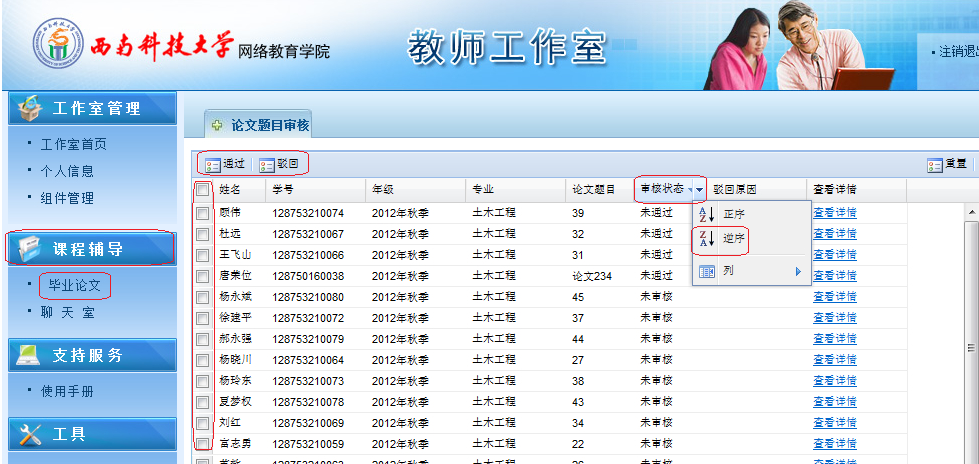 西南科技大学 网络教育学院
教师工作室
注销退出
工作室管理
工作室首页
个人信息
组件管理
课程辅导
毕业论文
聊 天 室
支持服务
使用手册
工具
论文题目审核
通过 驳回 重置
姓名 学号 年级 专业 论文题目 审核状态 驳回原因 查看详情
顾伟 128753210074 2012年秋季 土木工程 39 未通过 查看详情
杜远 128753210067 2012年秋季 土木工程 32 未通过 查看详情
王飞山 128753210066 2012年秋季 土木工程 31 未通过 查看详情
唐荣位 128750160038 2012年秋季 土木工程 论文234 未通过 查看详情
杨永斌 128753210080 2012年秋季 土木工程 45 未审核 查看详情
徐建平 128753210072 2012年秋季 土木工程 37 未审核 查看详情
郝永强 128753210079 2012年秋季 土木工程 44 未审核 查看详情
杨晓川 128753210064 2012年秋季 土木工程 27 未审核 查看详情
杨玲东 128753210073 2012年秋季 土木工程 38 未审核 查看详情
夏梦权 128753210078 2012年秋季 土木工程 43 未审核 查看详情
刘红 128753210069 2012年秋季 土木工程 34 未审核 查看详情
宫志勇 128753210059 2012年秋季 土木工程 22 未审核 查看详情
正序
逆序
列